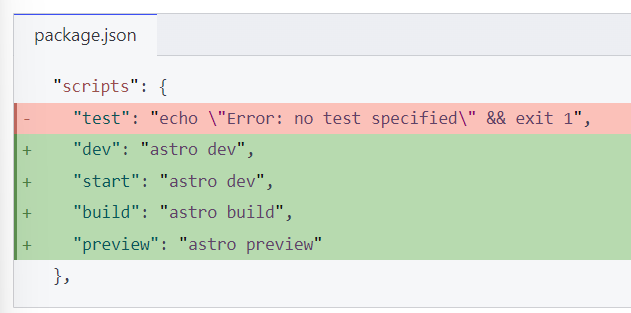 package.json
"scripts": {
- "test": "echo \"Error: no test specified\" && exit 1",
+ "dev": "astro dev",
+ "start": "astro dev",
+ "build": "astro build",
+ "preview": "astro preview"
},